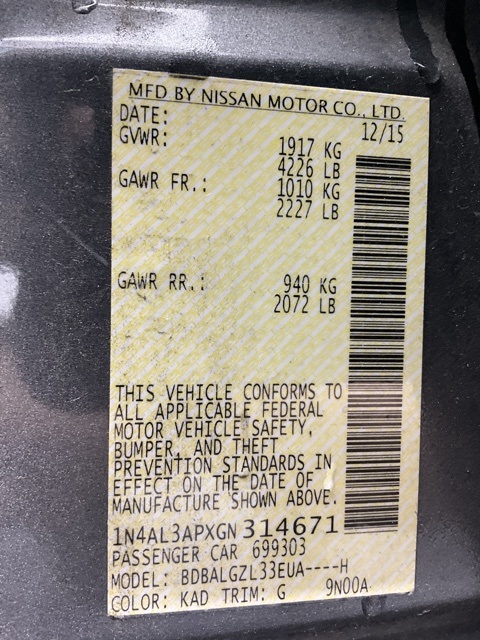 MFD BY NISSAN MOTOR CO., LTD.
DATE: 12/15
GVWR: 1917 KG
4226 LB
GAWR FR.: 1010 KG
2227 LB
GAWR RR.: 940 KG
2072 LB
THIS VEHICLE CONFORMS TO
ALL APPLICABLE FEDERAL
MOTOR VEHICLE SAFETY,
BUMPER, AND THEFT
PREVENTION STANDARDS IN
EFFECT ON THE DATE OF
MANUFACTURE SHOWN ABOVE.
1N4AL3APXGN314671
PASSENGER CAR 699303
MODEL: BDBALGZL33EUA----H
COLOR: KAD TRIM: G 9N00A